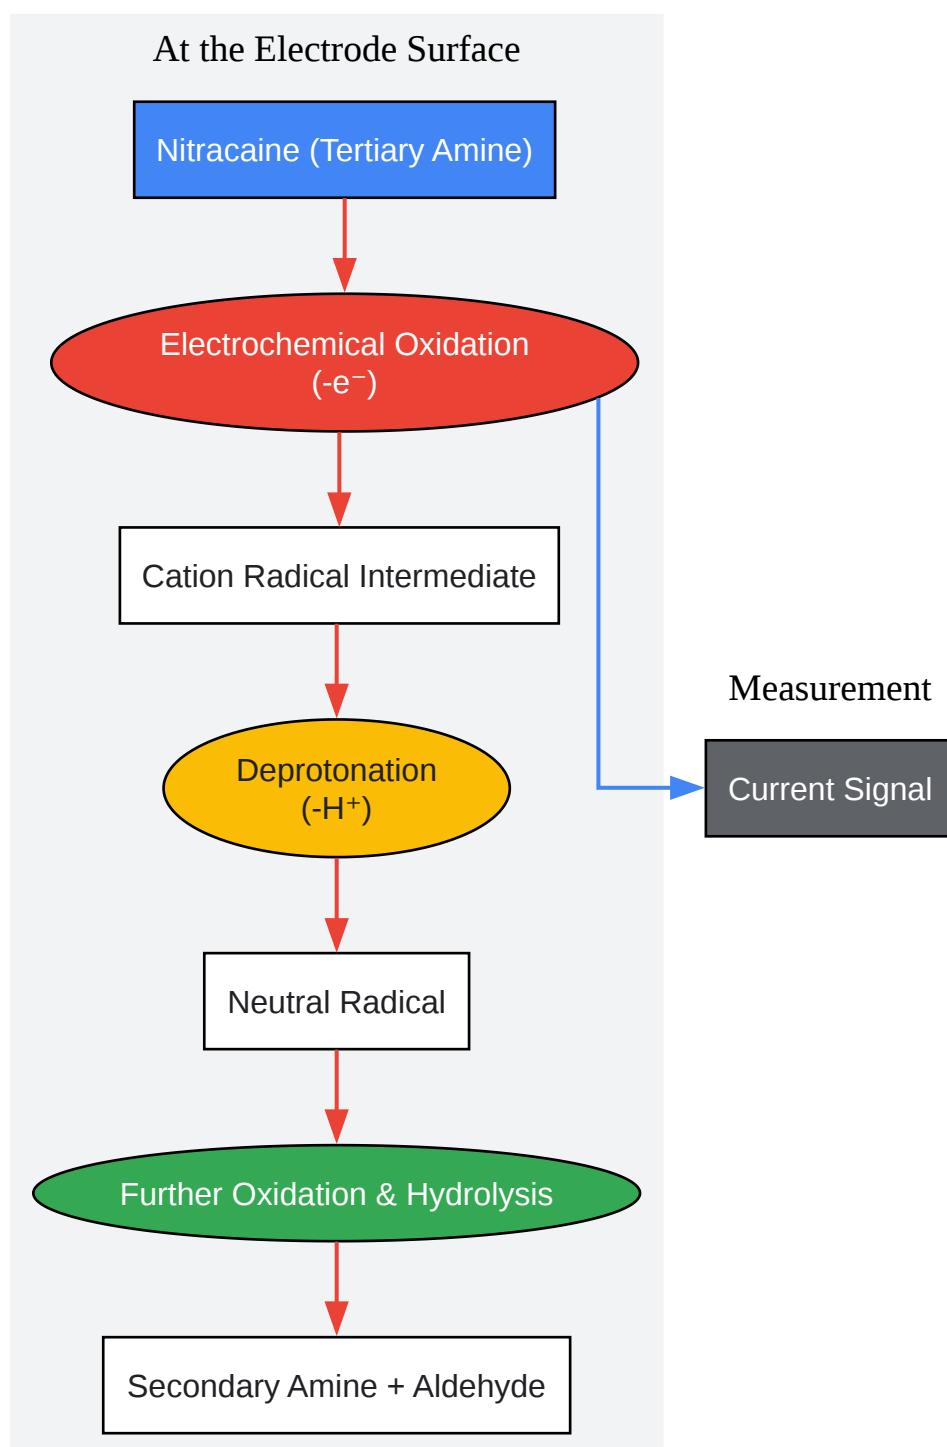 At the Electrode Surface
Nitracaine (Tertiary Amine)
Electrochemical Oxidation
(-e⁻)
Cation Radical Intermediate
Deprotonation
(-H⁺)
Measurement
Current Signal
Neutral Radical
Further Oxidation & Hydrolysis
Secondary Amine + Aldehyde